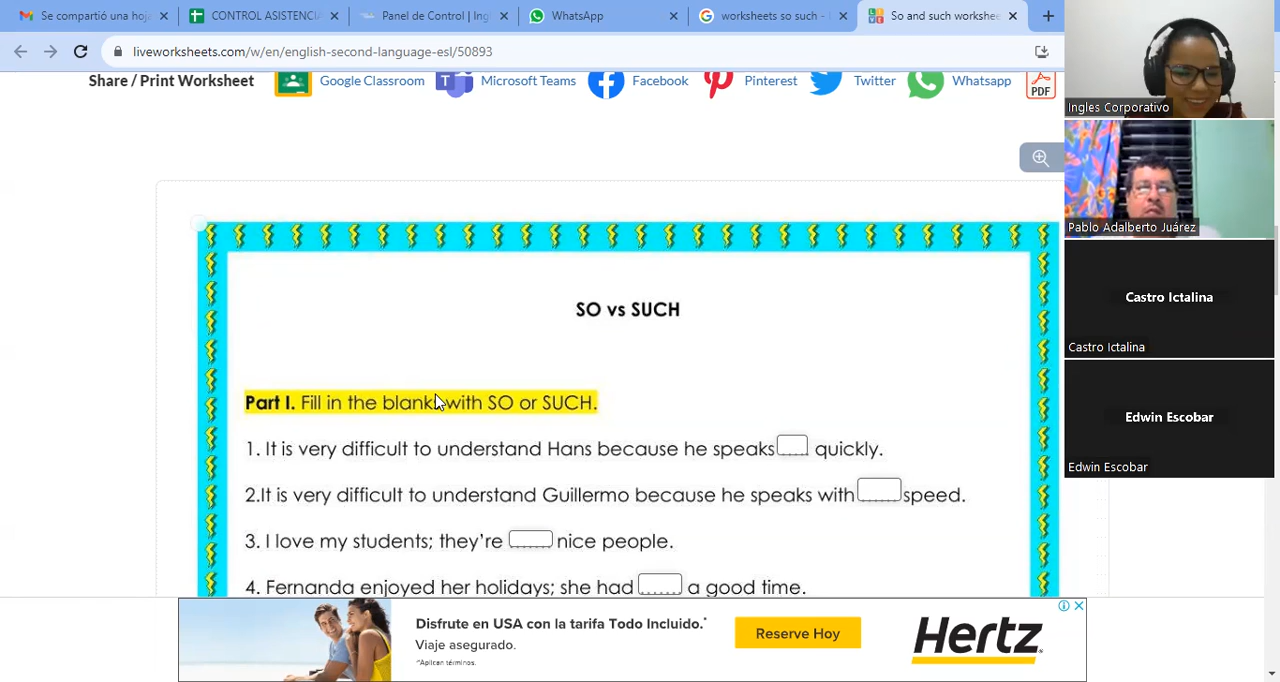 Se compartió una hoja
CONTROL ASISTENCIA
Panel de Control | Ing
WhatsApp
worksheets so such -
So and such workshee
liveworksheets.com/w/en/english-second-language-esl/50893
Share / Print Worksheet
Google Classroom
Microsoft Teams
Facebook
Pinterest
Twitter
Whatsapp
PDF
Ingles Corporativo
Pablo Adalberto Juárez
Castro Ictalina
Castro Ictalina
Edwin Escobar
Edwin Escobar
SO vs SUCH
Part I. Fill in the blanks with SO or SUCH.
1. It is very difficult to understand Hans because he speaks quickly.
2.It is very difficult to understand Guillermo because he speaks with speed.
3. I love my students; they're nice people.
4. Fernanda enjoyed her holidays; she had a good time.
Disfrute en USA con la tarifa Todo Incluido.*
Viaje asegurado.
*Aplican términos.
Reserve Hoy
Hertz